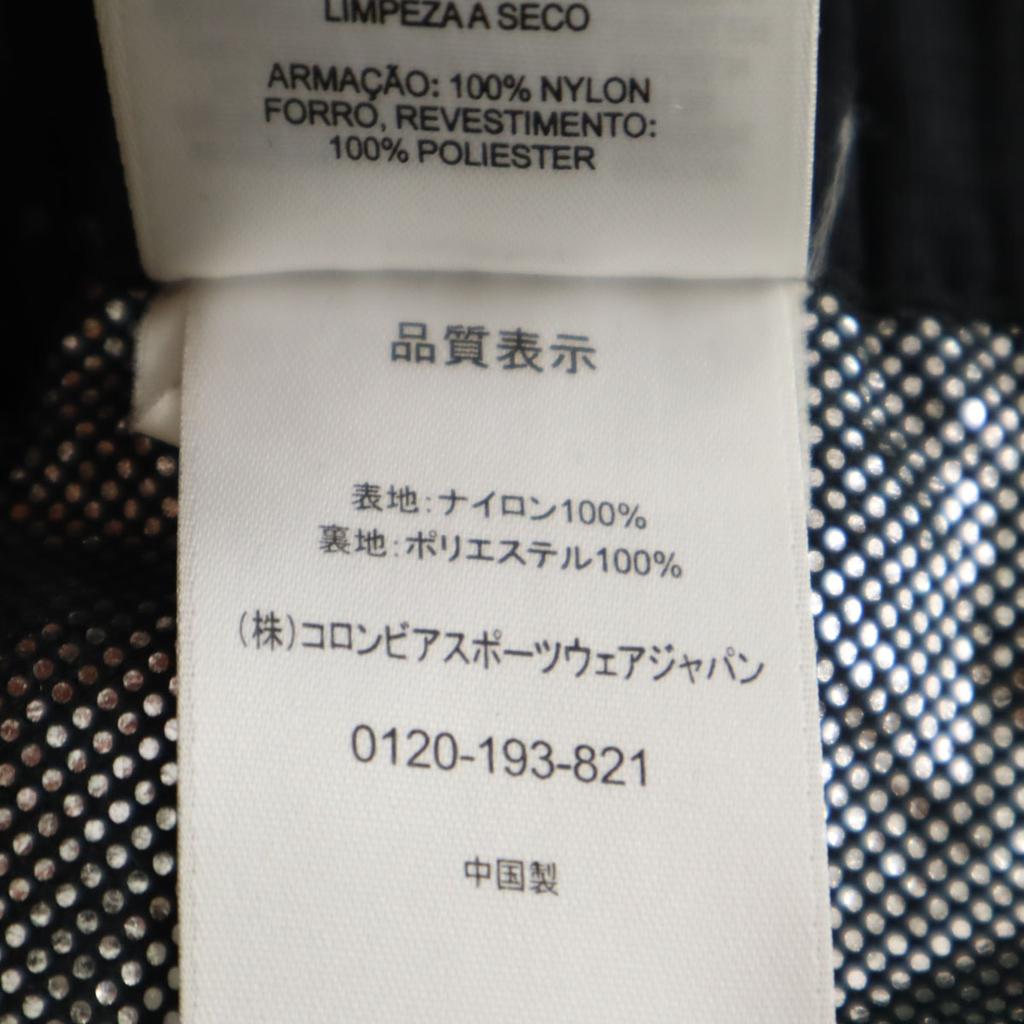 LIMPEZA A SECO
ARMAÇÃO: 100% NYLON
FORRO, REVESTIMENTO:
100% POLIESTER
品質表示
表地:ナイロン100%
裏地:ポリエステル100%
(株)コロンビアスポーツウェアジャパン
0120-193-821
中国製